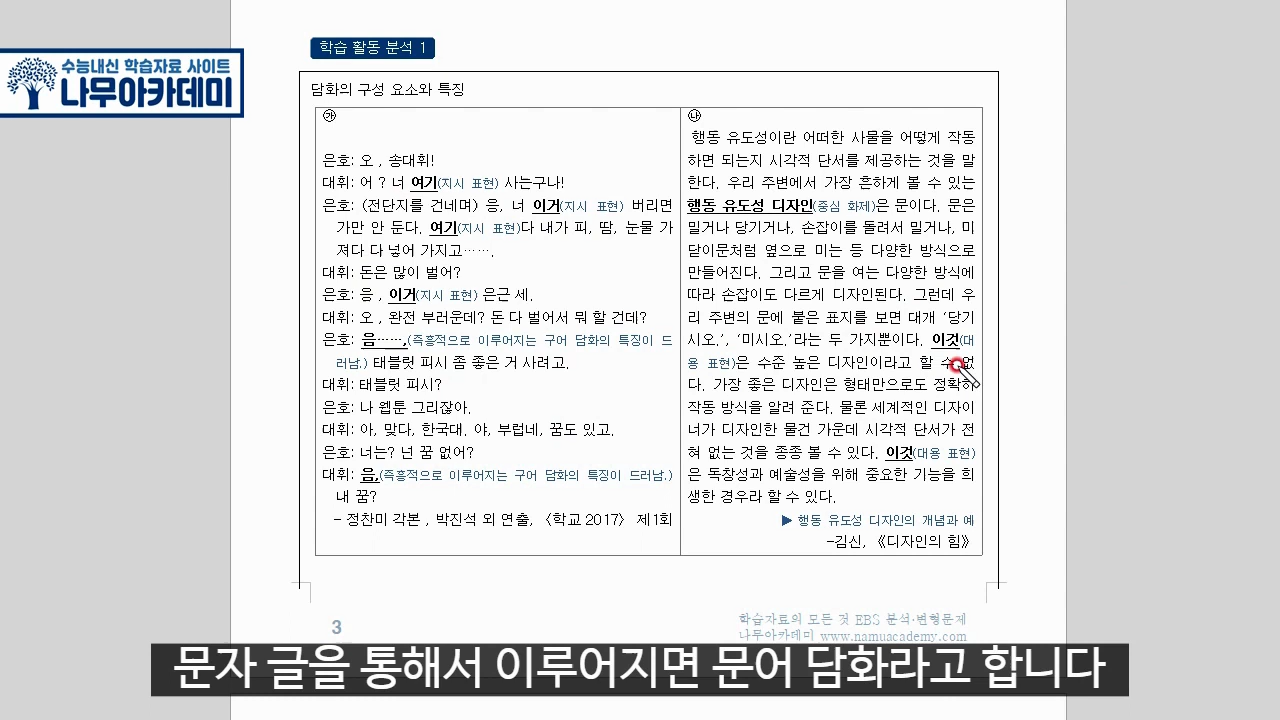 학습 활동 분석 1
수능내신 학습자료 사이트
나무아카데미
담화의 구성 요소와 특징
㉮
은호: 오 , 송대휘!
대휘: 어 ? 너 여기(지시 표현) 사는구나!
은호: (전단지를 건네며) 응, 너 이거(지시 표현) 버리면
가만 안 둔다. 여기(지시 표현)다 내가 피, 땀, 눈물 가
져다 다 넣어 가지고…….
대휘: 돈은 많이 벌어?
은호: 응 , 이거(지시 표현) 은근 세.
대휘: 오 , 완전 부러운데? 돈 다 벌어서 뭐 할 건데?
은호: 음……,(즉흥적으로 이루어지는 구어 담화의 특징이 드
러남.) 태블릿 피시 좀 좋은 거 사려고.
대휘: 태블릿 피시?
은호: 나 웹툰 그리잖아.
대휘: 아, 맞다, 한국대. 야, 부럽네, 꿈도 있고.
은호: 너는? 넌 꿈 없어?
대휘: 음,(즉흥적으로 이루어지는 구어 담화의 특징이 드러남.)
내 꿈?
- 정찬미 각본 , 박진석 외 연출, 〈학교 2017〉 제1회
㉯
행동 유도성이란 어떠한 사물을 어떻게 작동
하면 되는지 시각적 단서를 제공하는 것을 말
한다. 우리 주변에서 가장 흔하게 볼 수 있는
행동 유도성 디자인(중심 화제)은 문이다. 문은
밀거나 당기거나, 손잡이를 돌려서 밀거나, 미
닫이문처럼 옆으로 미는 등 다양한 방식으로
만들어진다. 그리고 문을 여는 다양한 방식에
따라 손잡이도 다르게 디자인된다. 그런데 우
리 주변의 문에 붙은 표지를 보면 대개 ‘당기
시오.’, ‘미시오.’라는 두 가지뿐이다. 이것(대
용 표현)은 수준 높은 디자인이라고 할 수 없
다. 가장 좋은 디자인은 형태만으로도 정확히
작동 방식을 알려 준다. 물론 세계적인 디자이
너가 디자인한 물건 가운데 시각적 단서가 전
혀 없는 것을 종종 볼 수 있다. 이것(대용 표현)
은 독창성과 예술성을 위해 중요한 기능을 희
생한 경우라 할 수 있다.
▶ 행동 유도성 디자인의 개념과 예
-김신, 《디자인의 힘》
3
학습자료의 모든 것 EBS 분석·변형문제
나무아카데미 www.namuacademy.com
문자 글을 통해서 이루어지면 문어 담화라고 합니다